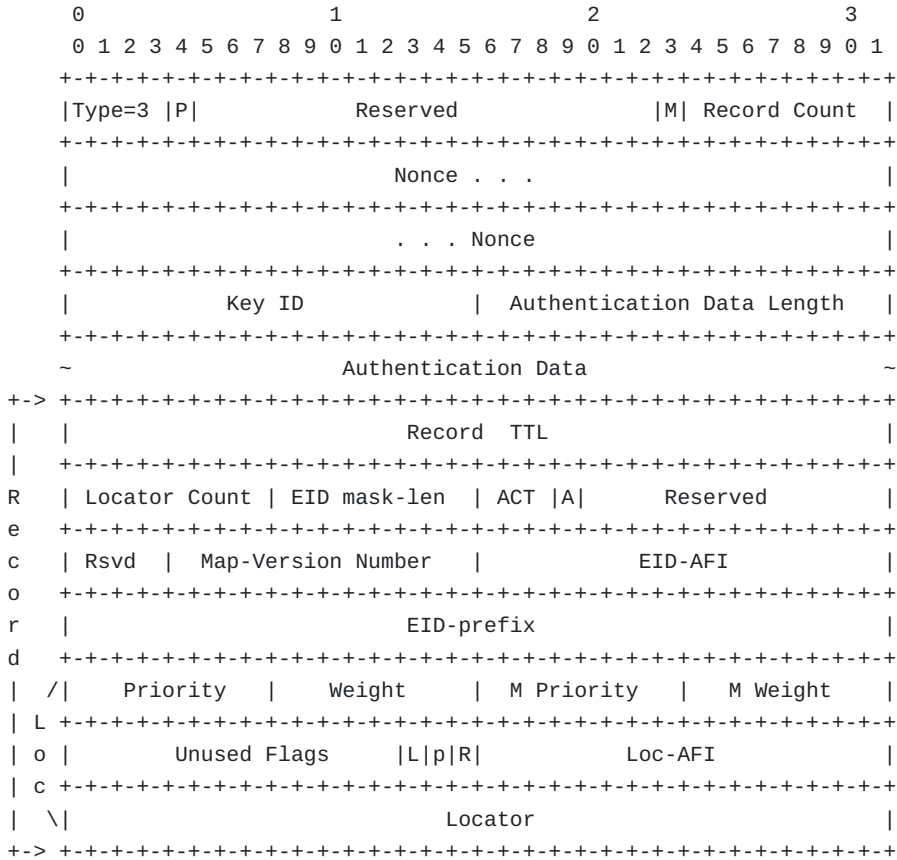 0                   1                   2                   3
        0 1 2 3 4 5 6 7 8 9 0 1 2 3 4 5 6 7 8 9 0 1 2 3 4 5 6 7 8 9 0 1
       +-+-+-+-+-+-+-+-+-+-+-+-+-+-+-+-+-+-+-+-+-+-+-+-+-+-+-+-+-+-+-+-+
       |Type=3 |P|            Reserved               |M| Record Count  |
       +-+-+-+-+-+-+-+-+-+-+-+-+-+-+-+-+-+-+-+-+-+-+-+-+-+-+-+-+-+-+-+-+
       |                         Nonce . . .                           |
       +-+-+-+-+-+-+-+-+-+-+-+-+-+-+-+-+-+-+-+-+-+-+-+-+-+-+-+-+-+-+-+-+
       |                         . . . Nonce                           |
       +-+-+-+-+-+-+-+-+-+-+-+-+-+-+-+-+-+-+-+-+-+-+-+-+-+-+-+-+-+-+-+-+
       |            Key ID             |  Authentication Data Length   |
       +-+-+-+-+-+-+-+-+-+-+-+-+-+-+-+-+-+-+-+-+-+-+-+-+-+-+-+-+-+-+-+-+
       ~                     Authentication Data                       ~
   +-> +-+-+-+-+-+-+-+-+-+-+-+-+-+-+-+-+-+-+-+-+-+-+-+-+-+-+-+-+-+-+-+-+
   |   |                          Record  TTL                          |
   |   +-+-+-+-+-+-+-+-+-+-+-+-+-+-+-+-+-+-+-+-+-+-+-+-+-+-+-+-+-+-+-+-+
   R   | Locator Count | EID mask-len  | ACT |A|      Reserved         |
   e   +-+-+-+-+-+-+-+-+-+-+-+-+-+-+-+-+-+-+-+-+-+-+-+-+-+-+-+-+-+-+-+-+
   c   | Rsvd  |  Map-Version Number   |            EID-AFI            |
   o   +-+-+-+-+-+-+-+-+-+-+-+-+-+-+-+-+-+-+-+-+-+-+-+-+-+-+-+-+-+-+-+-+
   r   |                          EID-prefix                           |
   d   +-+-+-+-+-+-+-+-+-+-+-+-+-+-+-+-+-+-+-+-+-+-+-+-+-+-+-+-+-+-+-+-+
   |  /|    Priority   |    Weight     |  M Priority   |   M Weight    |
   | L +-+-+-+-+-+-+-+-+-+-+-+-+-+-+-+-+-+-+-+-+-+-+-+-+-+-+-+-+-+-+-+-+
   | o |        Unused Flags     |L|p|R|           Loc-AFI             |
   | c +-+-+-+-+-+-+-+-+-+-+-+-+-+-+-+-+-+-+-+-+-+-+-+-+-+-+-+-+-+-+-+-+
   |  \|                             Locator                           |
   +-> +-+-+-+-+-+-+-+-+-+-+-+-+-+-+-+-+-+-+-+-+-+-+-+-+-+-+-+-+-+-+-+-+